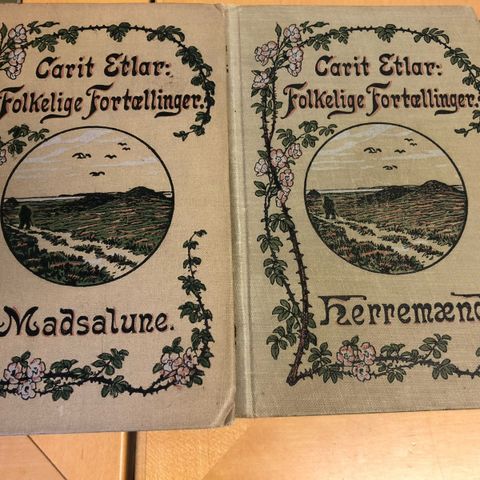 Carit Etlar:
Folkelige Fortællinger.
Madsalune.
Carit Etlar:
Folkelige Fortællinger.
Herremænd